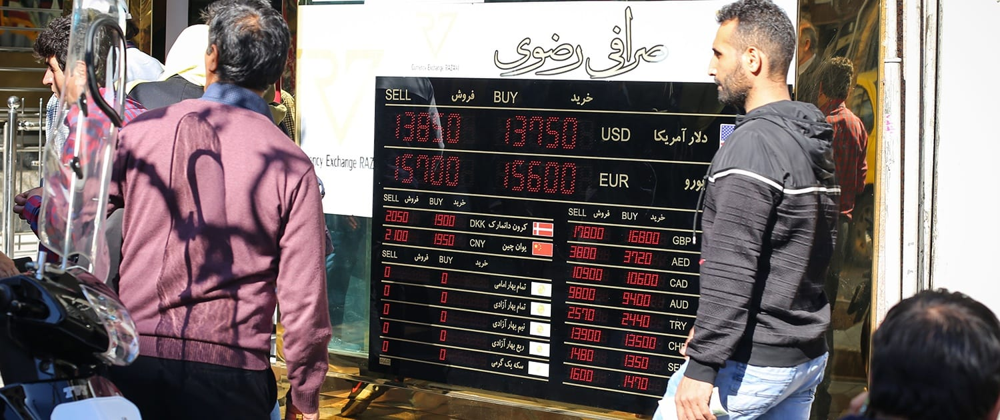 صرافی رضوی
Currency Exchange RAZAVI
ncy Exchange RAZ
SELL فروش BUY خرید
13850 13750 USD دلار آمریکا
15700 15600 EUR یورو
SELL فروش BUY خرید
2050 1900 DKK کرون دانمارک
2100 1950 CNY یوان چین
SELL فروش BUY خرید
0 0 تمام بهار امامی
0 0 تمام بهار آزادی
0 0 نیم بهار آزادی
0 0 ربع بهار آزادی
0 0 سکه یک گرمی
SELL فروش BUY خرید
17800 16800 GBP
3800 3720 AED
10900 10600 CAD
9800 9400 AUD
2570 2440 TRY
13900 13500 CH
1480 1350 SE
1600 1470